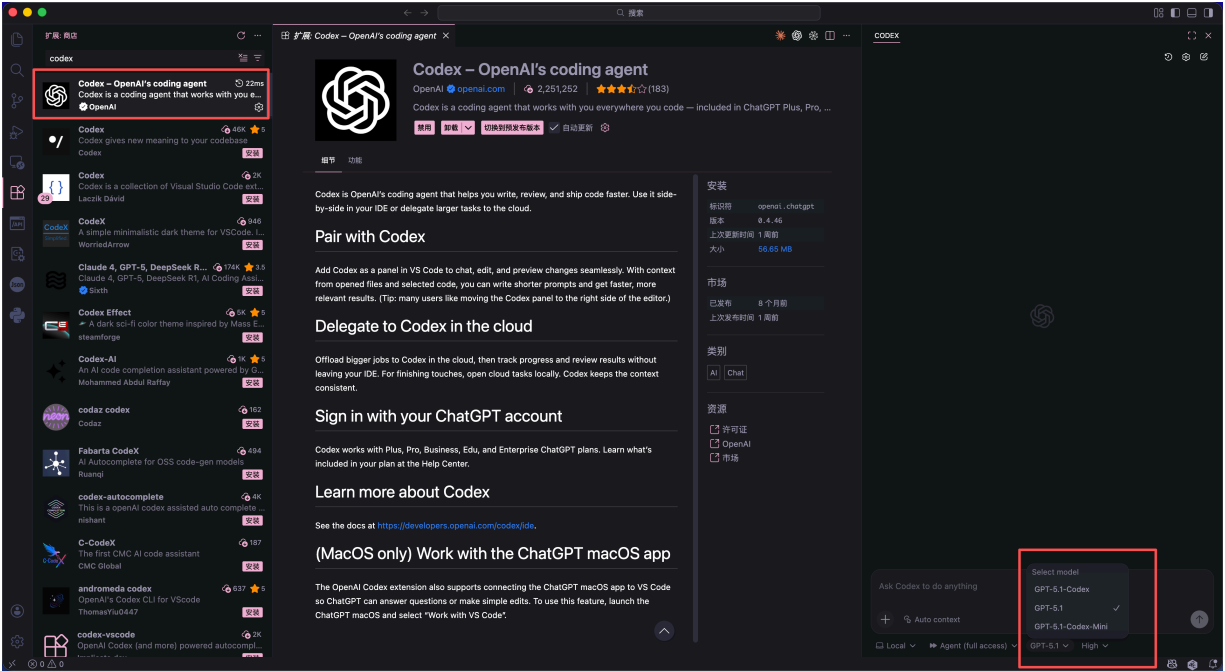 搜索
扩展: 商店
codex
Codex – OpenAI's coding agent
22ms
Codex is a coding agent that works with you e...
OpenAI
Codex
46K
5
Codex gives new meaning to your codebase
Codex
安装
Codex
2K
Codex is a collection of Visual Studio Code ext...
Laczik Dávid
安装
29
CodeX
946
A simple minimalistic dark theme for VSCode. I...
WorriedArrow
安装
Claude 4, GPT-5, DeepSeek R...
174K
3.5
Claude 4, GPT-5, DeepSeek R1, AI Coding Assi...
Sixth
安装
Codex Effect
5K
5
A dark sci-fi color theme inspired by Mass E...
steamforge
安装
Codex-AI
1K
5
An AI code completion assistant powered by G...
Mohammed Abdul Raffay
安装
codaz codex
162
Codaz
安装
Fabarta CodeX
494
AI Autocomplete for OSS code-gen models
Ruanqi
安装
codex-autocomplete
4K
This is a openAI codex assisted auto complete ...
nishant
安装
C-CodeX
187
The first CMC AI code assistant
CMC Global
安装
andromeda codex
637
5
OpenAI's Codex CLI for VScode
ThomasYiu0447
安装
codex-vscode
2K
OpenAI Codex (and more) powered autocompl...
0
0
扩展: Codex – OpenAI's coding agent
Codex – OpenAI's coding agent
OpenAI
openai.com
2,251,252
(183)
Codex is a coding agent that works with you everywhere you code — included in ChatGPT Plus, Pro, ...
禁用
卸载
切换到预发布版本
自动更新
细节
功能
Codex is OpenAI's coding agent that helps you write, review, and ship code faster. Use it side-
by-side in your IDE or delegate larger tasks to the cloud.
Pair with Codex
Add Codex as a panel in VS Code to chat, edit, and preview changes seamlessly. With context
from opened files and selected code, you can write shorter prompts and get faster, more
relevant results. (Tip: many users like moving the Codex panel to the right side of the editor.)
Delegate to Codex in the cloud
Offload bigger jobs to Codex in the cloud, then track progress and review results without
leaving your IDE. For finishing touches, open cloud tasks locally. Codex keeps the context
consistent.
Sign in with your ChatGPT account
Codex works with Plus, Pro, Business, Edu, and Enterprise ChatGPT plans. Learn what's
included in your plan at the Help Center.
Learn more about Codex
See the docs at https://developers.openai.com/codex/ide.
(MacOS only) Work with the ChatGPT macOS app
The OpenAI Codex extension also supports connecting the ChatGPT macOS app to VS Code
so ChatGPT can answer questions or make simple edits. To use this feature, launch the
ChatGPT macOS and select "Work with VS Code".
安装
标识符 openai.chatgpt
版本 0.4.46
上次更新时间 1 周前
大小 56.65 MB
市场
已发布 8 个月前
上次发布时间 1 周前
类别
AI
Chat
资源
许可证
OpenAI
市场
CODEX
Select model
GPT-5.1-Codex
GPT-5.1
GPT-5.1-Codex-Mini
Ask Codex to do anything
Auto context
Local
Agent (full access)
GPT-5.1
High